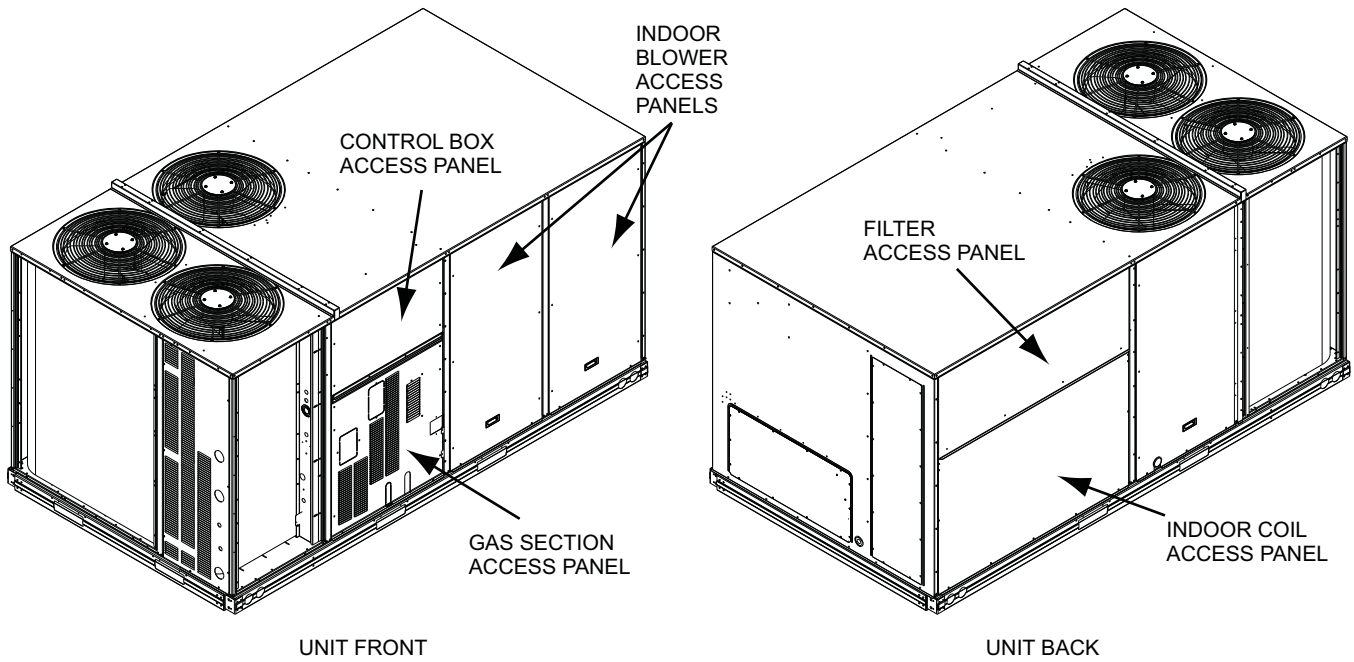 INDOOR
BLOWER
ACCESS
PANELS
CONTROL BOX
ACCESS PANEL
GAS SECTION
ACCESS PANEL
UNIT FRONT
FILTER
ACCESS PANEL
INDOOR COIL
ACCESS PANEL
UNIT BACK